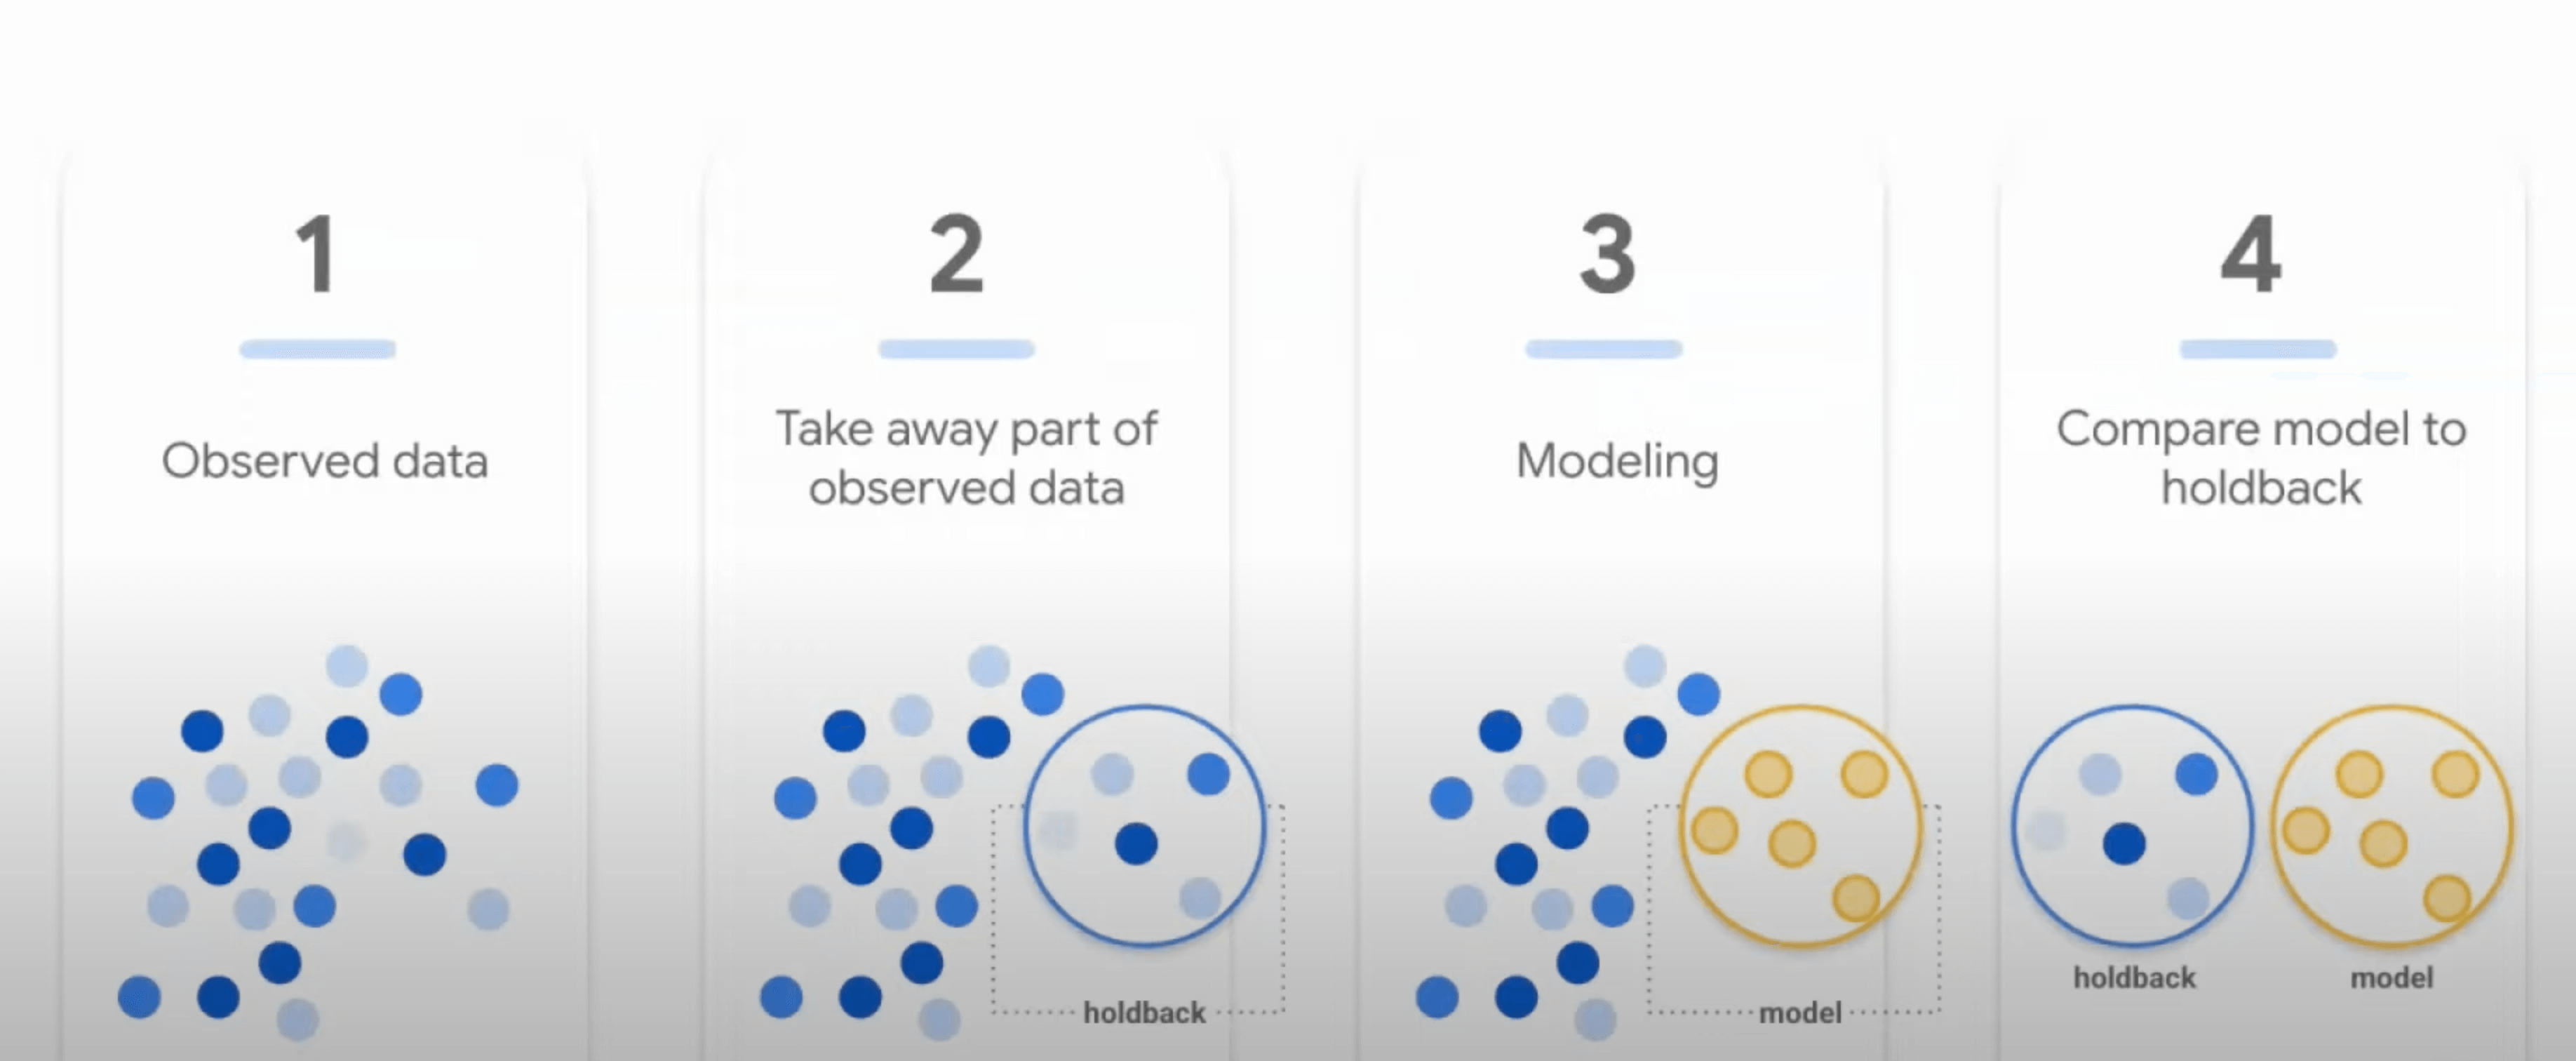 1
Observed data
2
Take away part of
observed data
holdback
3
Modeling
model
4
Compare model to
holdback
holdback
model